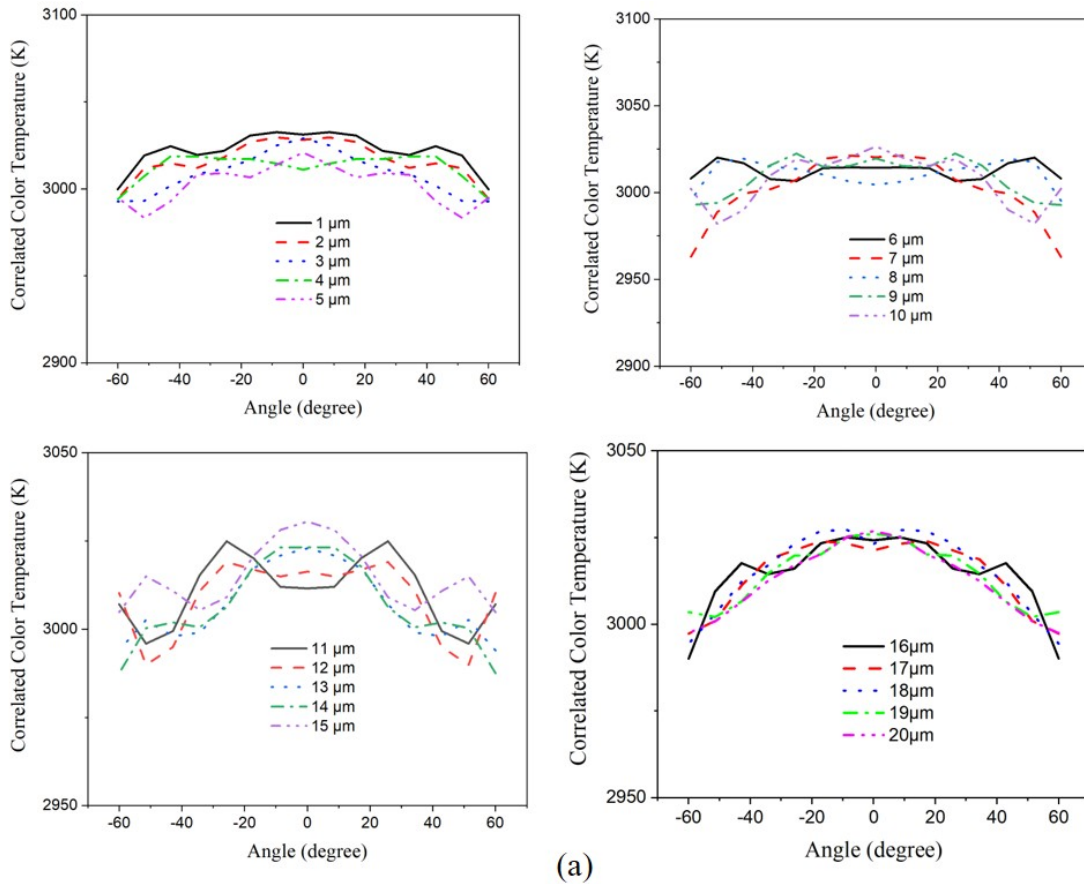 3100
3050
3000
2900
Correlated Color Temperature (K)
1 μm
2 μm
3 μm
4 μm
5 μm
-60 -40 -20 0 20 40 60
Angle (degree)
3100
3050
3000
2950
2900
Correlated Color Temperature (K)
6 μm
7 μm
8 μm
9 μm
10 μm
-60 -40 -20 0 20 40 60
Angle (degree)
3050
3000
2950
Correlated Color Temperature (K)
11 μm
12 μm
13 μm
14 μm
15 μm
-60 -40 -20 0 20 40 60
Angle (degree)
3050
3000
2950
Correlated Color Temperature (K)
16μm
17μm
18μm
19μm
20μm
-60 -40 -20 0 20 40 60
Angle (degree)
(a)